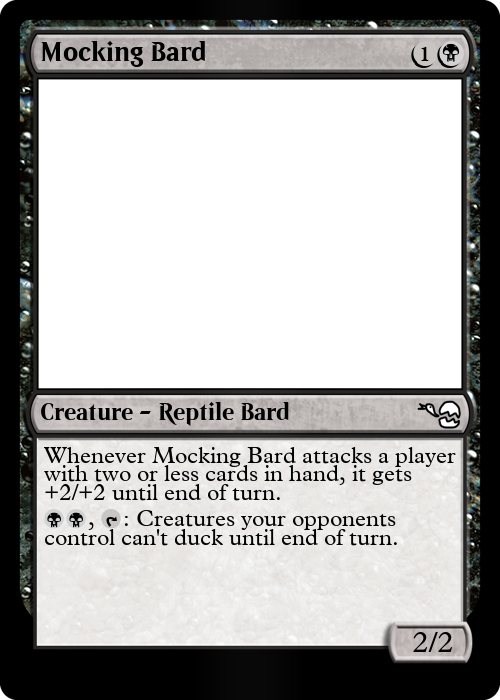 Mocking Bard
1
Creature – Reptile Bard
Whenever Mocking Bard attacks a player
with two or less cards in hand, it gets
+2/+2 until end of turn.
, : Creatures your opponents
control can't duck until end of turn.
2/2